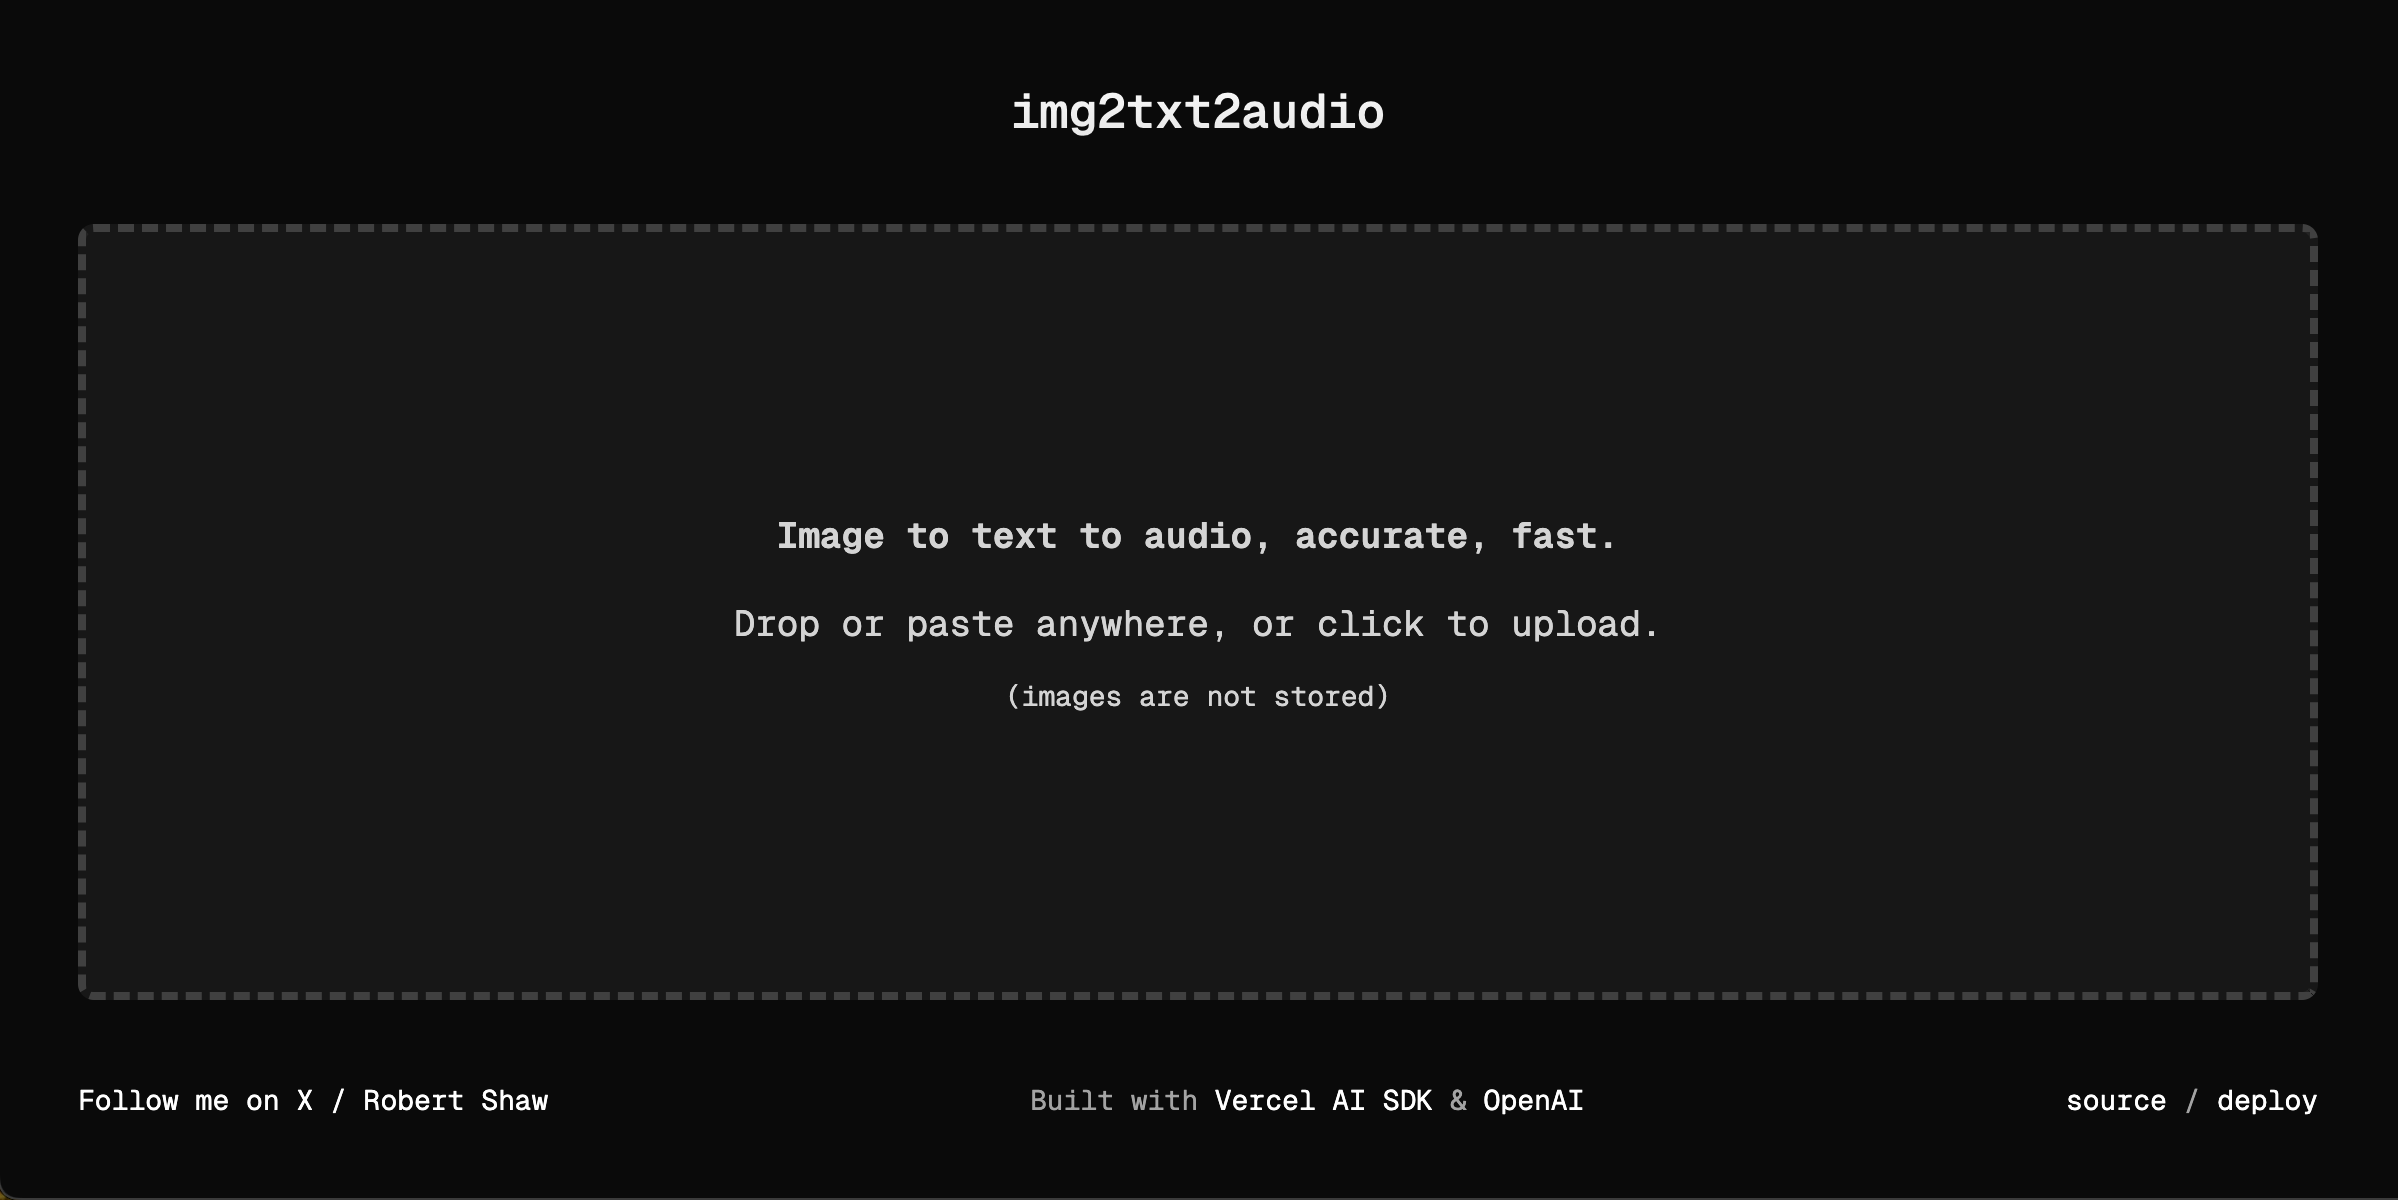 img2txt2audio
Image to text to audio, accurate, fast.
Drop or paste anywhere, or click to upload.
(images are not stored)
Follow me on X / Robert Shaw
Built with Vercel AI SDK & OpenAI
source / deploy